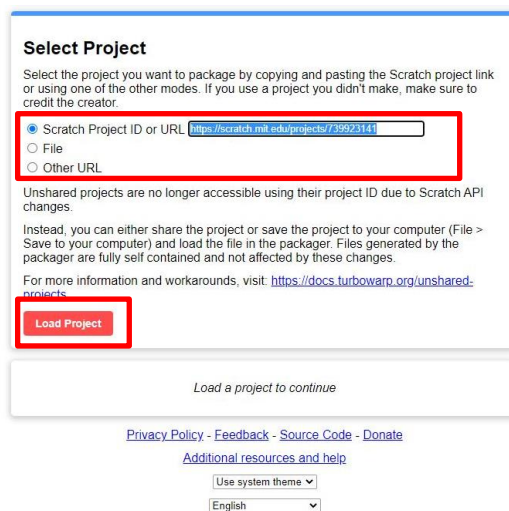 Select Project
Select the project you want to package by copying and pasting the Scratch project link
or using one of the other modes. If you use a project you didn't make, make sure to
credit the creator.
Scratch Project ID or URL https://scratch.mit.edu/projects/739923141
File
Other URL
Unshared projects are no longer accessible using their project ID due to Scratch API
changes.
Instead, you can either share the project or save the project to your computer (File >
Save to your computer) and load the file in the packager. Files generated by the
packager are fully self contained and not affected by these changes.
For more information and workarounds, visit: https://docs.turbowarp.org/unshared-
projects
Load Project
Load a project to continue
Privacy Policy - Feedback - Source Code - Donate
Additional resources and help
Use system theme
English